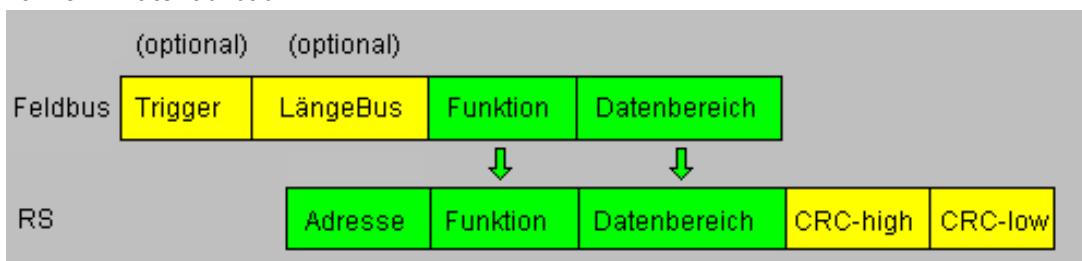 (optional) (optional)
Feldbus Trigger LängeBus Funktion Datenbereich
RS Adresse Funktion Datenbereich CRC-high CRC-low